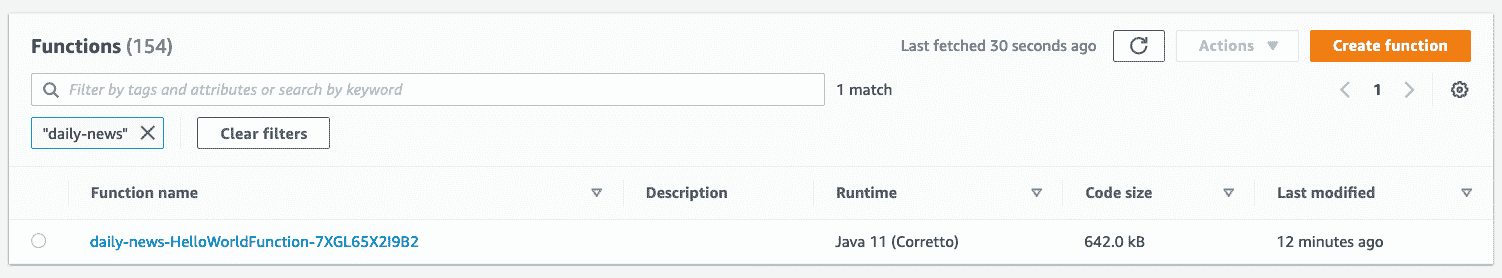 Functions (154)
Last fetched 30 seconds ago
Actions
Create function
Filter by tags and attributes or search by keyword
1 match
1
"daily-news"
Clear filters
Function name
Description
Runtime
Code size
Last modified
daily-news-HelloWorldFunction-7XGL65X2I9B2
Java 11 (Corretto)
642.0 kB
12 minutes ago